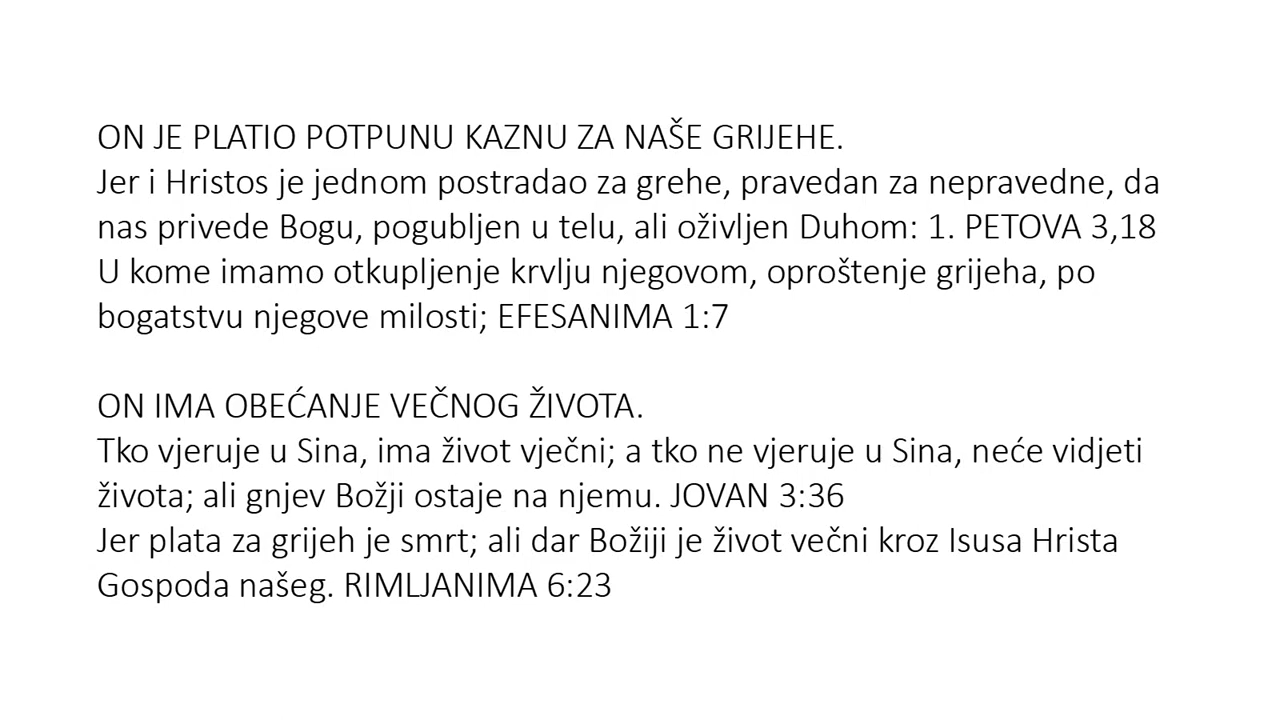 ON JE PLATIO POTPUNU KAZNU ZA NAŠE GRIJEHE.
Jer i Hristos je jednom postradao za grehe, pravedan za nepravedne, da
nas privede Bogu, pogubljen u telu, ali oživljen Duhom: 1. PETOVA 3,18
U kome imamo otkupljenje krvlju njegovom, oproštenje grijeha, po
bogatstvu njegove milosti; EFESANIMA 1:7
ON IMA OBEĆANJE VEČNOG ŽIVOTA.
Tko vjeruje u Sina, ima život vječni; a tko ne vjeruje u Sina, neće vidjeti
života; ali gnjev Božji ostaje na njemu. JOVAN 3:36
Jer plata za grijeh je smrt; ali dar Božiji je život večni kroz Isusa Hrista
Gospoda našeg. RIMLJANIMA 6:23